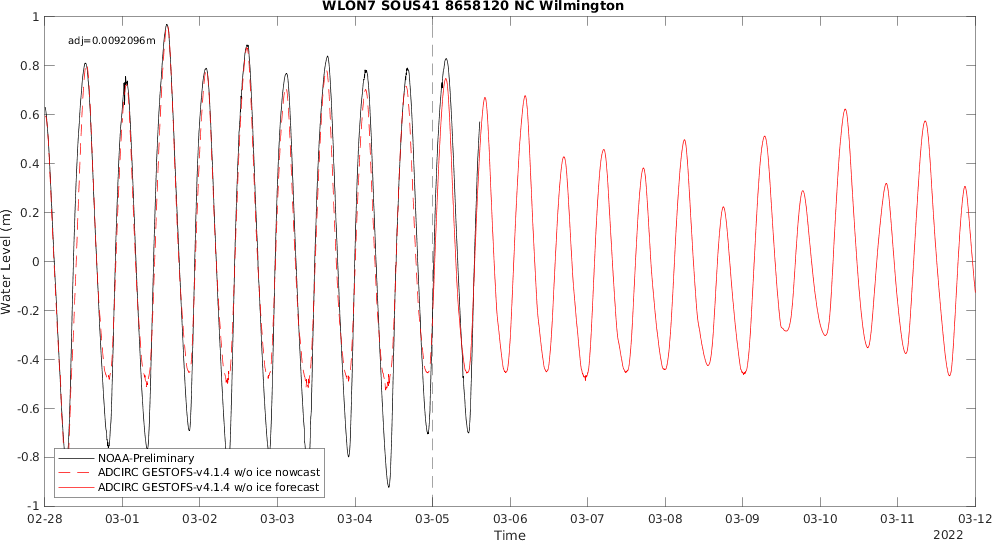 WLON7 SOUS41 8658120 NC Wilmington
adj=0.0092096m
1
0.8
0.6
0.4
0.2
0
-0.2
-0.4
-0.6
-0.8
-1
Water Level (m)
NOAA-Preliminary
ADCIRC GESTOFS-v4.1.4 w/o ice nowcast
ADCIRC GESTOFS-v4.1.4 w/o ice forecast
02-28 03-01 03-02 03-03 03-04 03-05 03-06 03-07 03-08 03-09 03-10 03-11 03-12
Time
2022